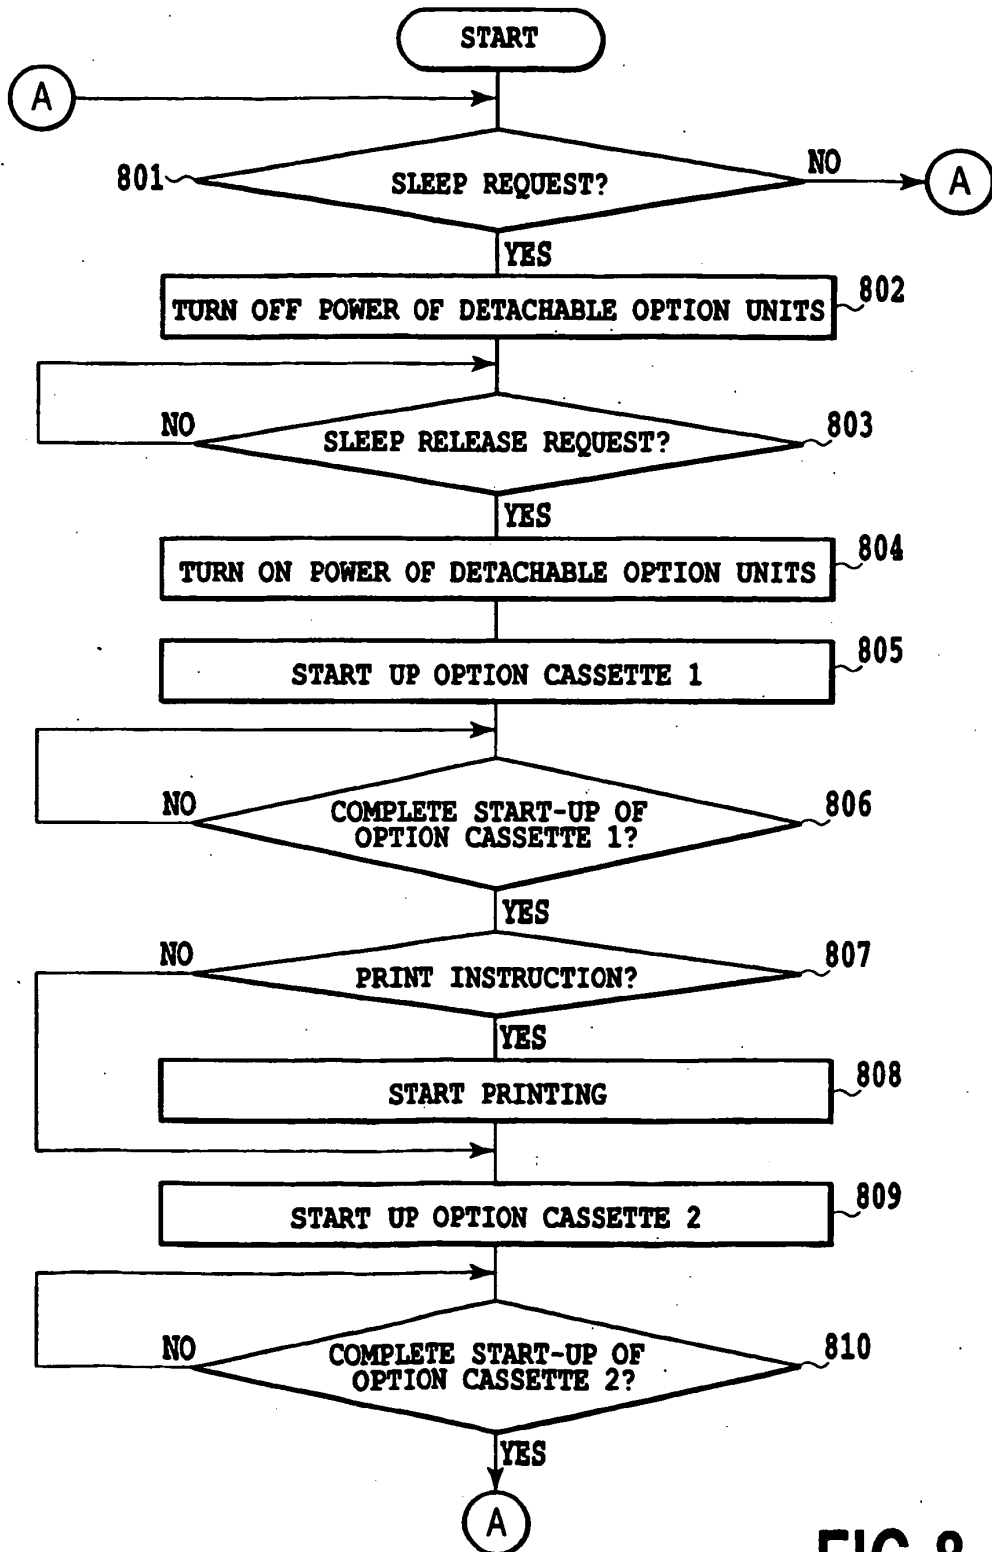 START
A
801
SLEEP REQUEST?
NO
A
YES
TURN OFF POWER OF DETACHABLE OPTION UNITS
802
NO
SLEEP RELEASE REQUEST?
803
YES
TURN ON POWER OF DETACHABLE OPTION UNITS
804
START UP OPTION CASSETTE 1
805
NO
COMPLETE START-UP OF
OPTION CASSETTE 1?
806
YES
NO
PRINT INSTRUCTION?
807
YES
START PRINTING
808
START UP OPTION CASSETTE 2
809
NO
COMPLETE START-UP OF
OPTION CASSETTE 2?
810
YES
A
FIG.8